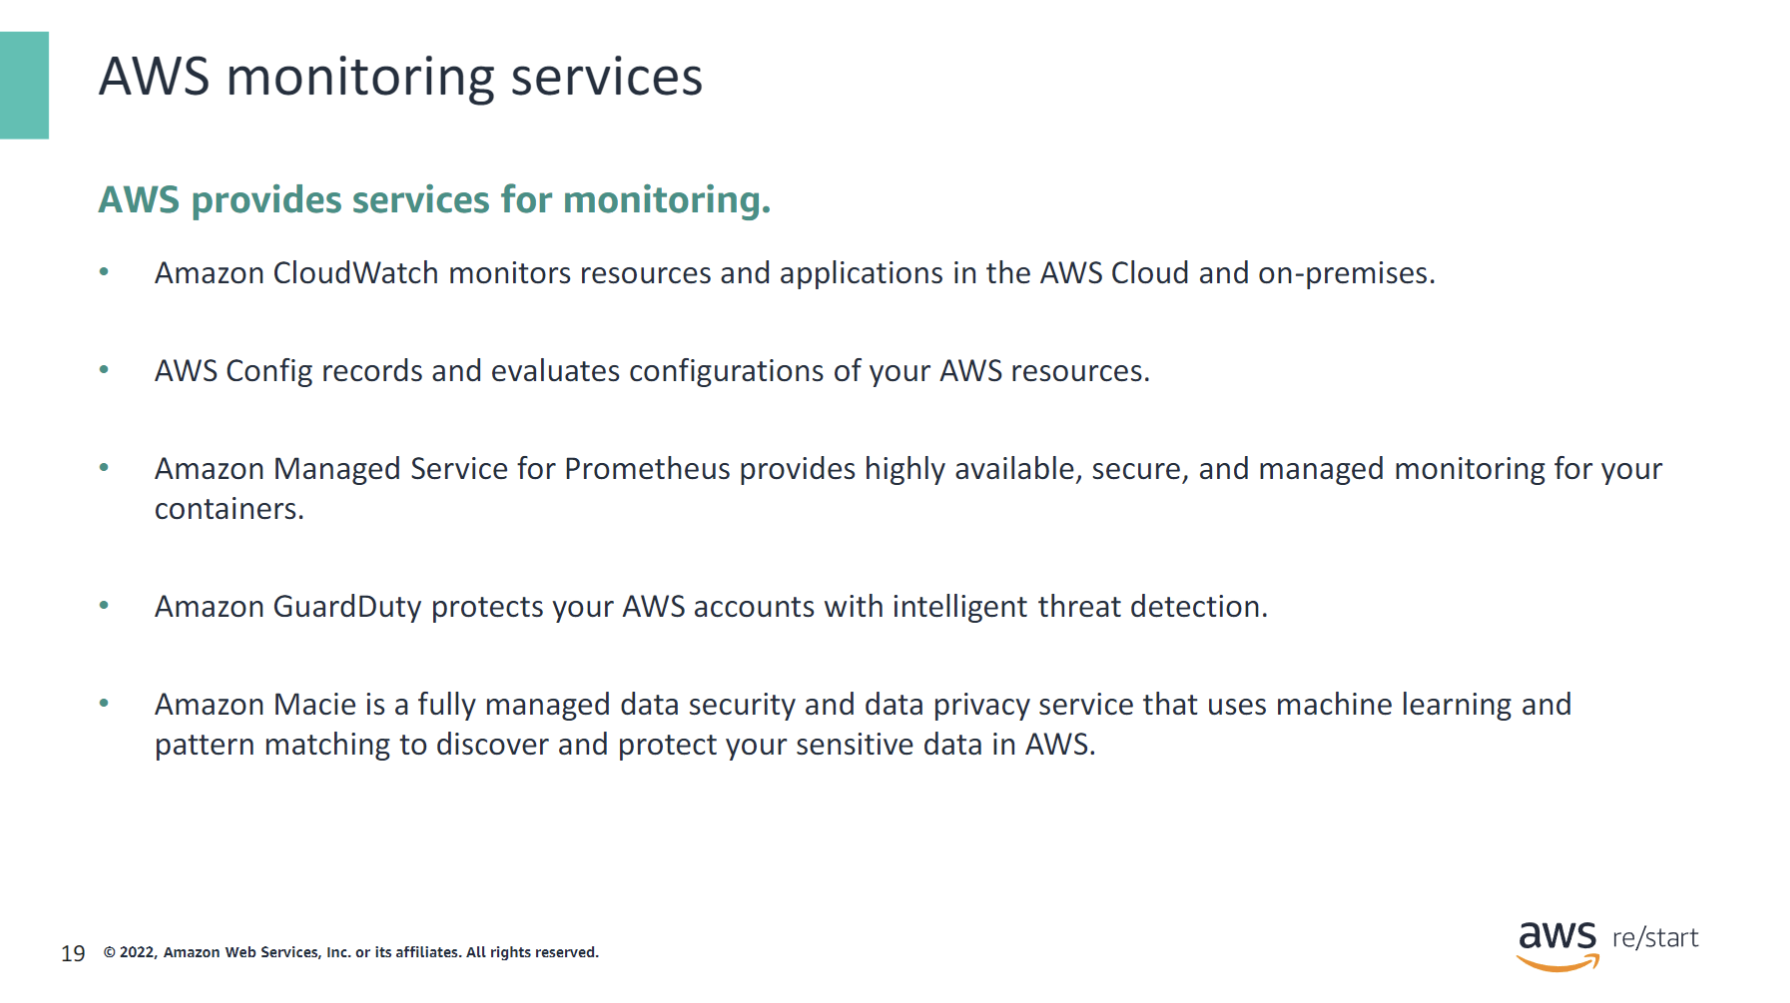 AWS monitoring services
AWS provides services for monitoring.
• Amazon CloudWatch monitors resources and applications in the AWS Cloud and on-premises.
• AWS Config records and evaluates configurations of your AWS resources.
• Amazon Managed Service for Prometheus provides highly available, secure, and managed monitoring for your
containers.
• Amazon GuardDuty protects your AWS accounts with intelligent threat detection.
• Amazon Macie is a fully managed data security and data privacy service that uses machine learning and
pattern matching to discover and protect your sensitive data in AWS.
19 © 2022, Amazon Web Services, Inc. or its affiliates. All rights reserved.
aws re/start